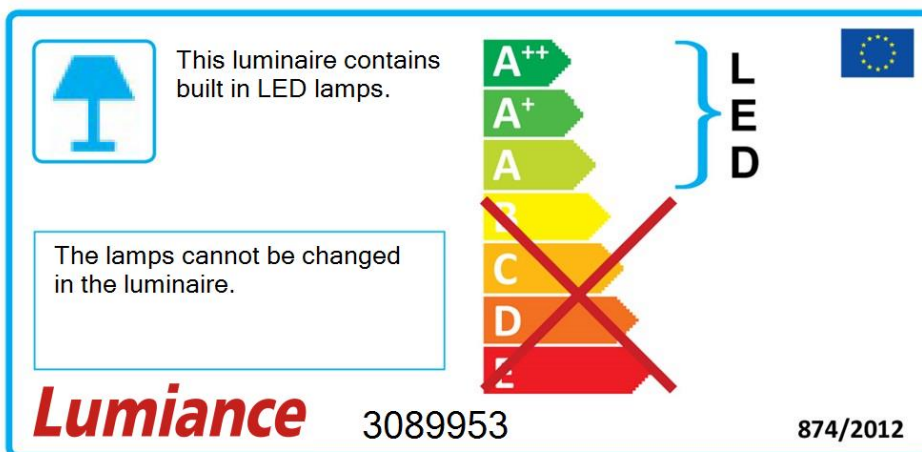 This luminaire contains
built in LED lamps.
The lamps cannot be changed
in the luminaire.
A++
A+
A
B
C
D
E
L
E
D
Lumiance
3089953
874/2012